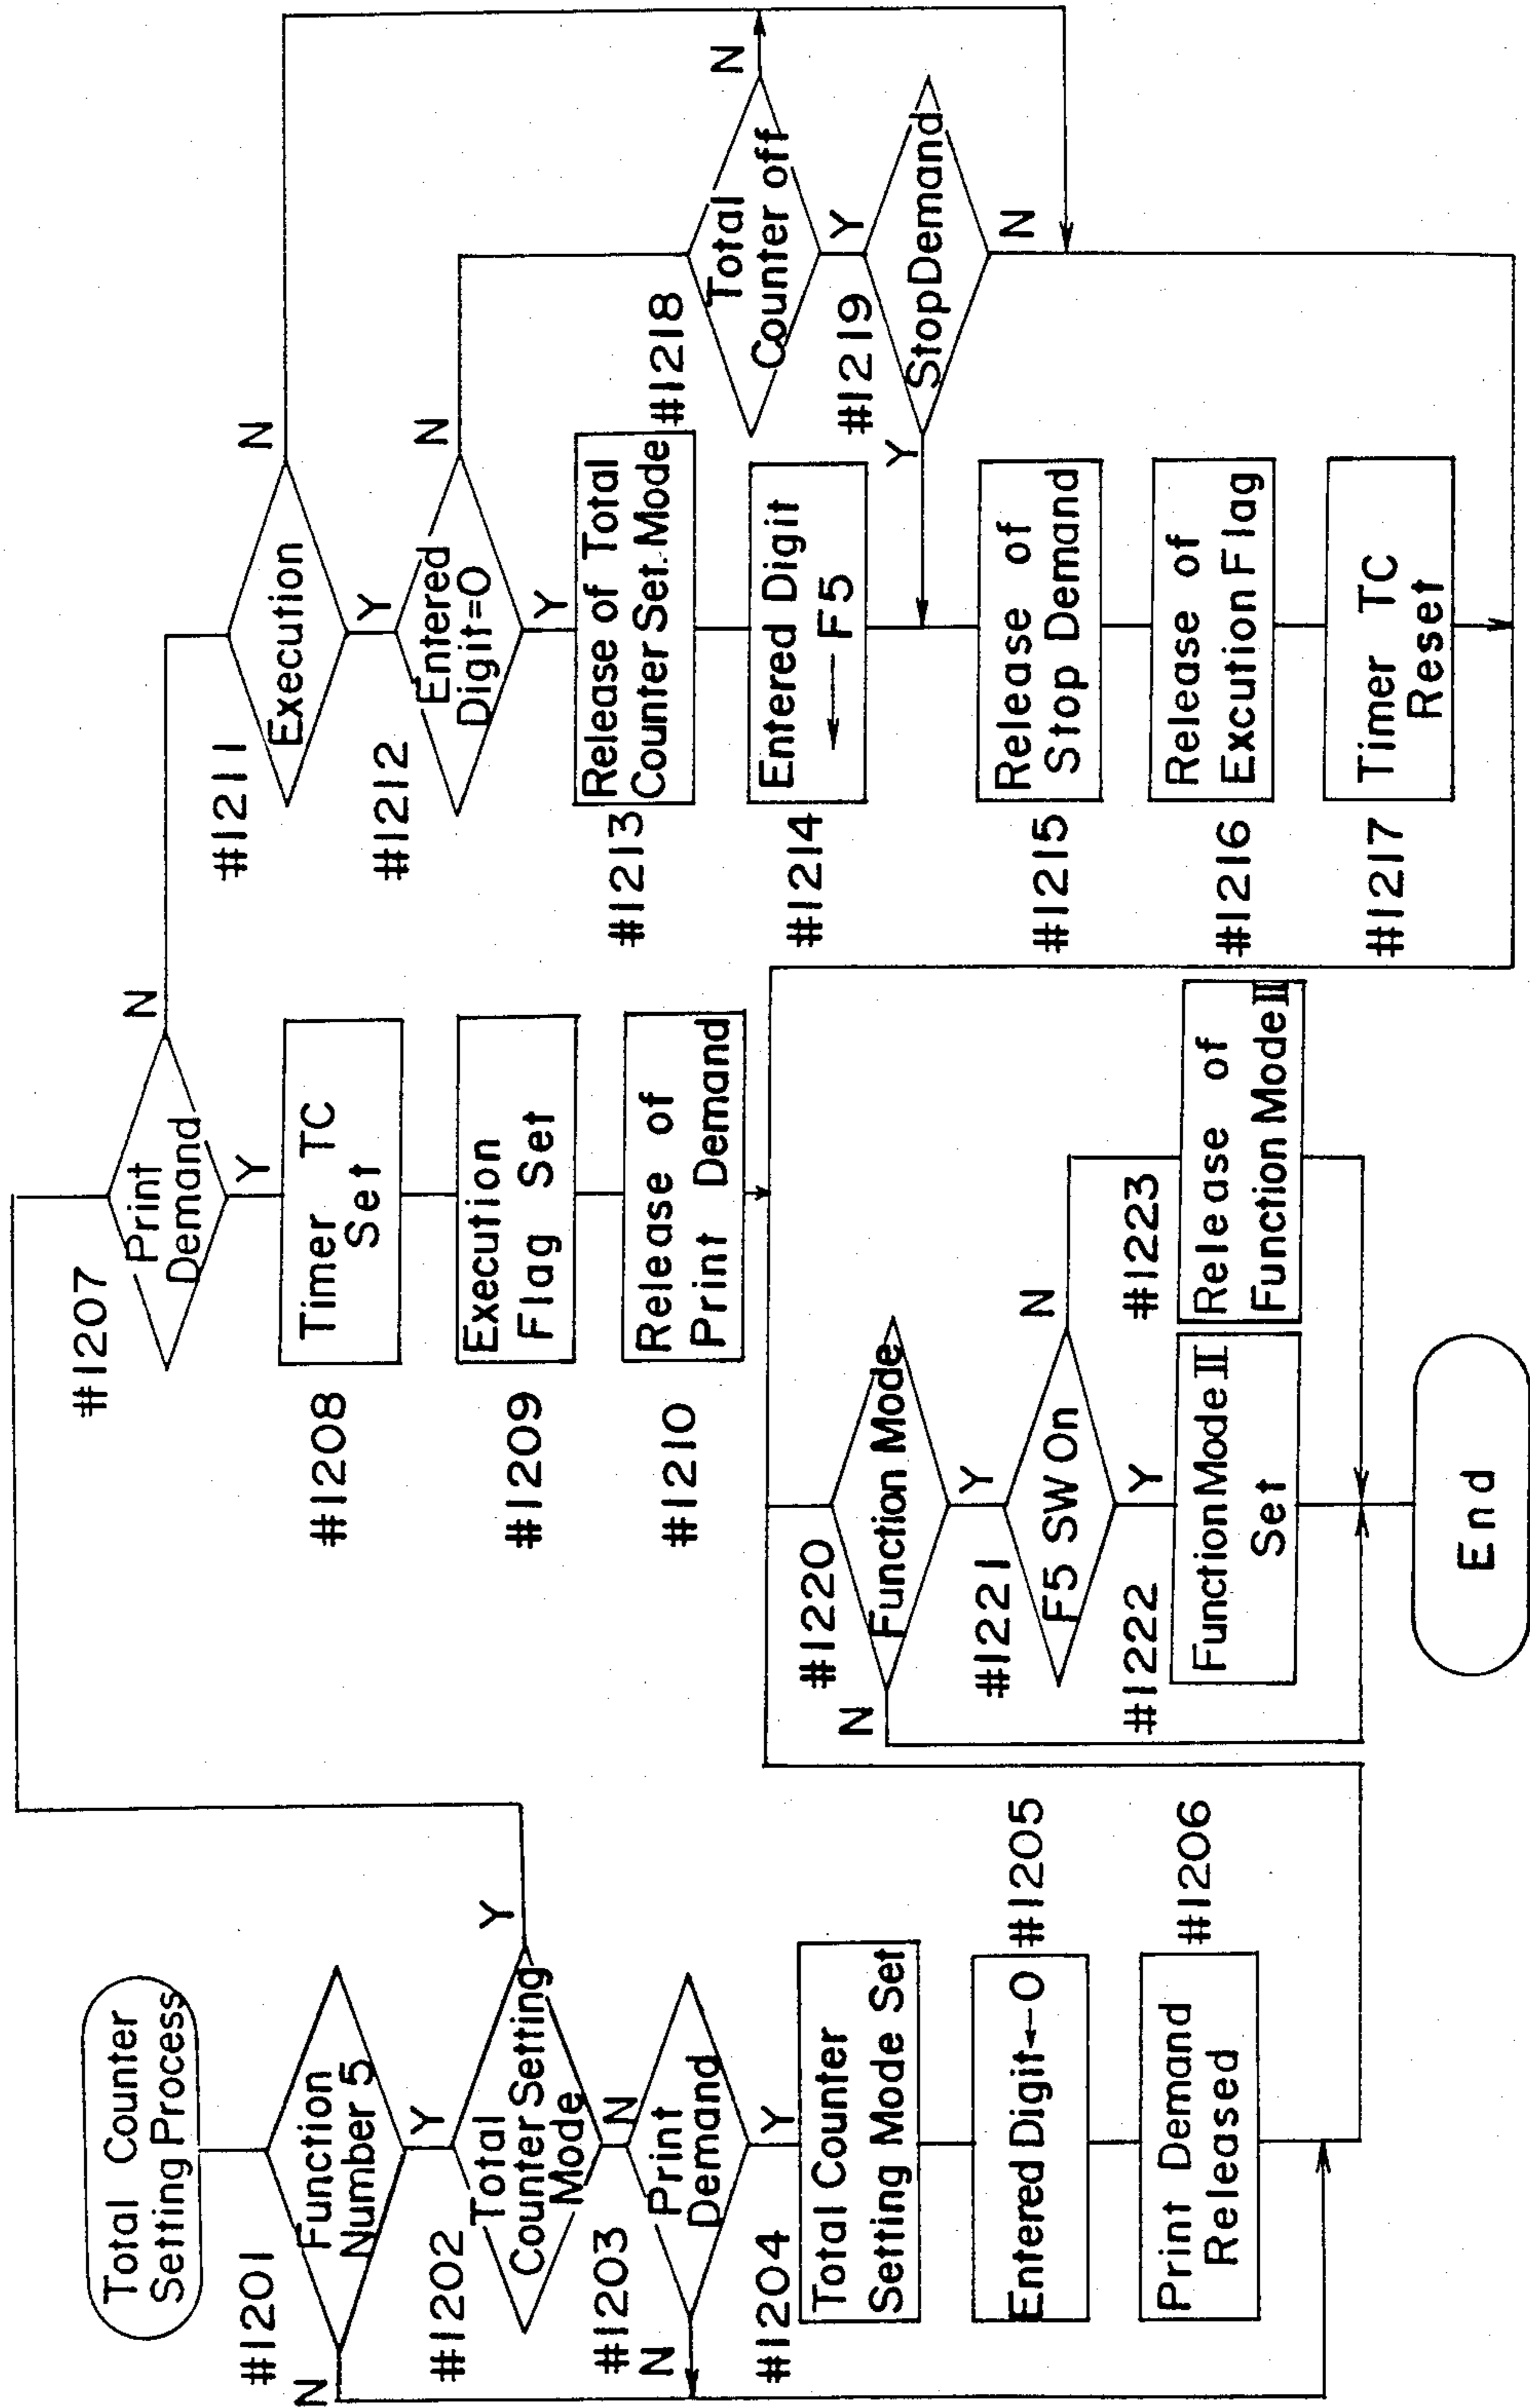 Total Counter
Setting Process
#1201
Function
Number 5
N
Y
#1202
Total
Counter Setting
Mode
Y
N
#1203
Print
Demand
N
Y
#1204
Total Counter
Setting Mode Set
Entered Digit←0
#1205
Print Demand
Released
#1206
#1207
Print
Demand
N
Y
#1208
Timer TC
Set
#1209
Execution
Flag Set
#1210
Release of
Print Demand
#1211
Execution
N
Y
#1212
Entered
Digit=0
N
Y
#1213
Release of Total
Counter Set. Mode
#1214
Entered Digit
← F5
#1215
Release of
Stop Demand
#1216
Release of
Excution Flag
#1217
Timer TC
Reset
#1218
Total
Counter off
N
Y
#1219
Stop Demand
Y
N
#1220
Function Mode
N
Y
#1221
F5 SW On
N
Y
#1222
Function Mode II
Set
#1223
Release of
Function Mode II
End